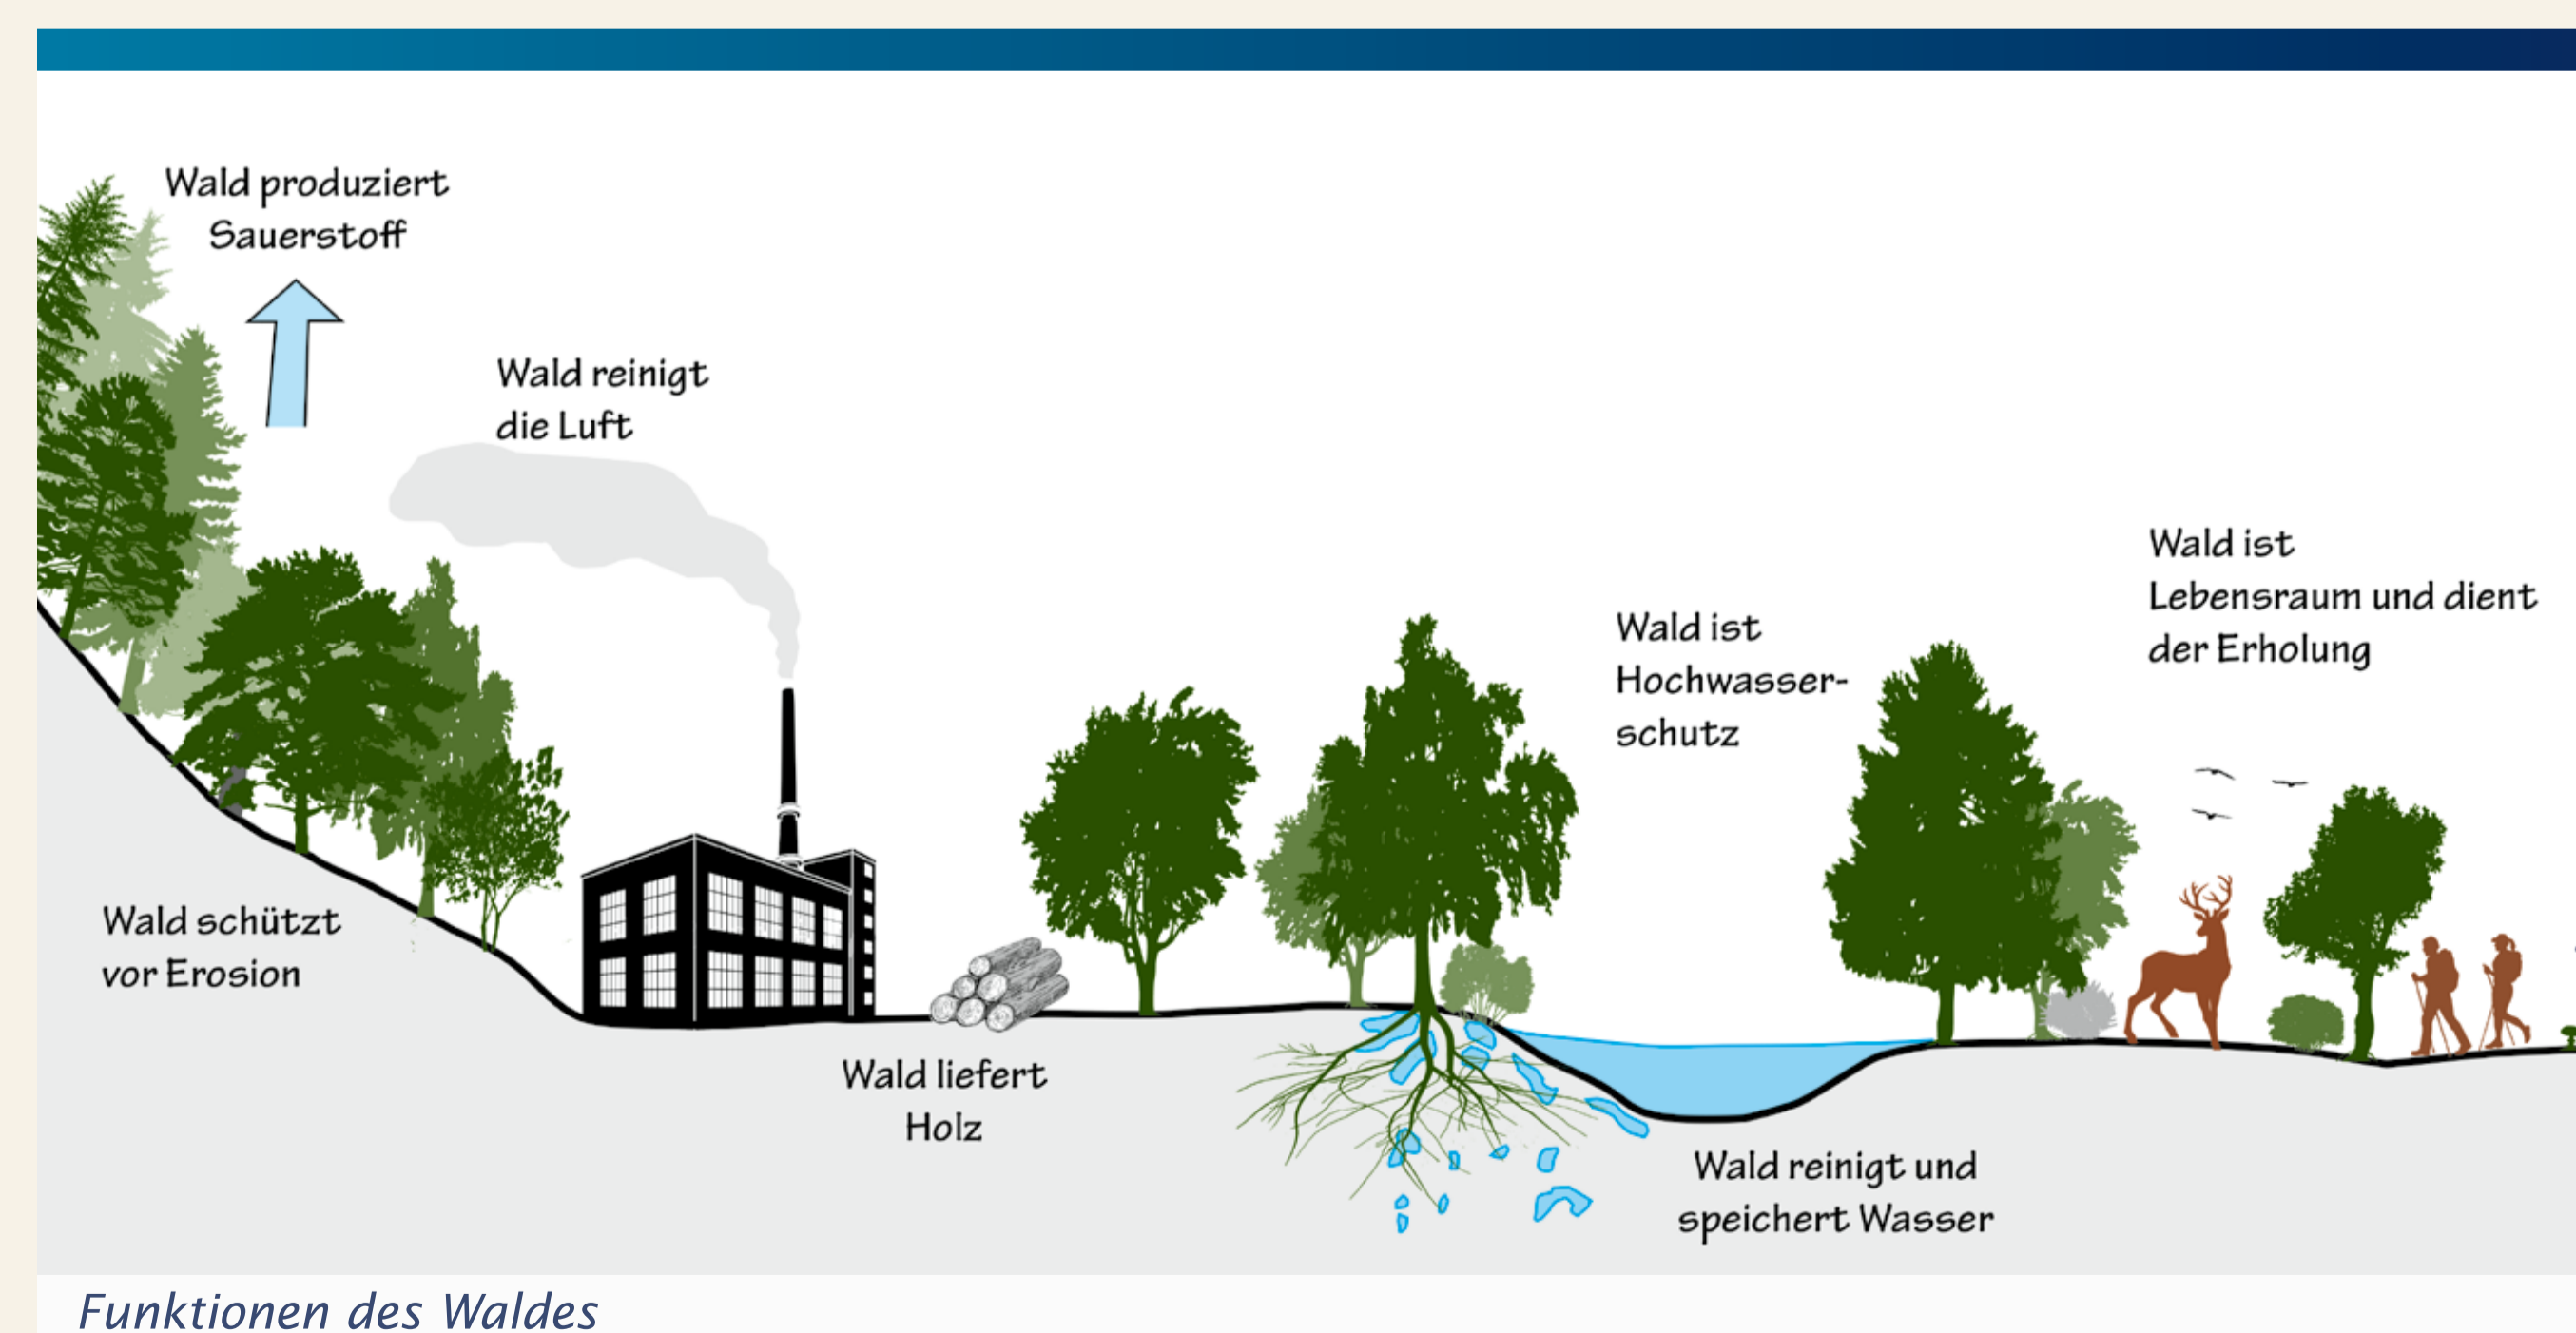 Wald produziert
Sauerstoff
Wald reinigt
die Luft
Wald ist
Lebensraum und dient
der Erholung
Wald ist
Hochwasser-
schutz
Wald schützt
vor Erosion
Wald liefert
Holz
Wald reinigt und
speichert Wasser
Funktionen des Waldes